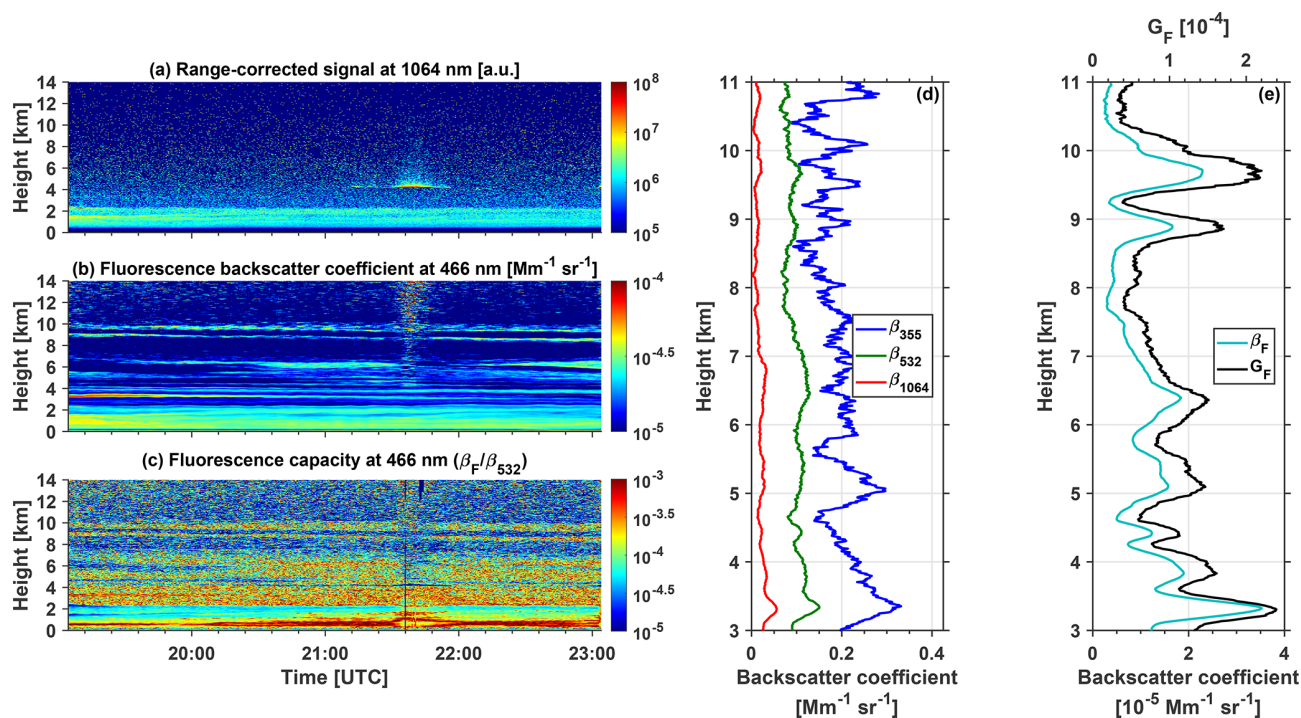 (a) Range-corrected signal at 1064 nm [a.u.]
14
12
10
8
6
4
2
0
Height [km]
10^8
10^7
10^6
10^5
(b) Fluorescence backscatter coefficient at 466 nm [Mm^-1 sr^-1]
14
12
10
8
6
4
2
0
Height [km]
10^-4
10^-4.5
10^-5
(c) Fluorescence capacity at 466 nm (β_F/β_532)
14
12
10
8
6
4
2
0
Height [km]
10^-3
10^-3.5
10^-4
10^-4.5
10^-5
20:00 21:00 22:00 23:00
Time [UTC]
(d)
11
10
9
8
7
6
5
4
3
Height [km]
β_355
β_532
β_1064
0 0.2 0.4
Backscatter coefficient
[Mm^-1 sr^-1]
G_F [10^-4]
0 1 2
(e)
11
10
9
8
7
6
5
4
3
Height [km]
β_F
G_F
0 2 4
Backscatter coefficient
[10^-5 Mm^-1 sr^-1]